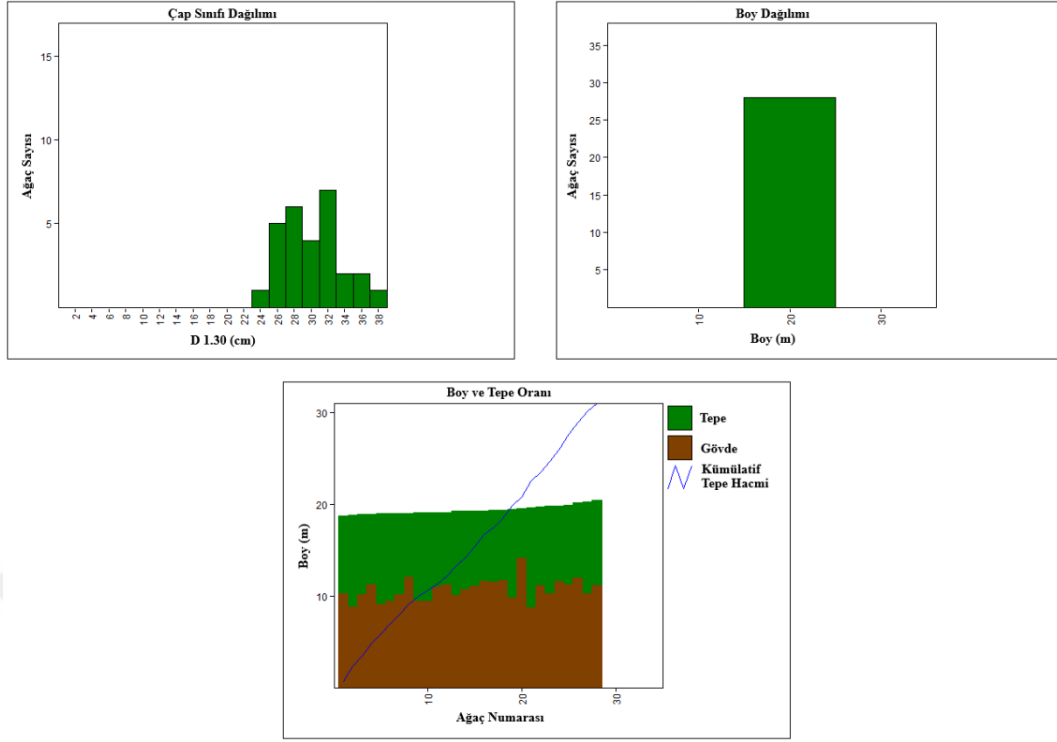 Çap Sınıfı Dağılımı
15
10
5
Ağaç Sayısı
2 4 6 8 10 12 14 16 18 20 22 24 26 28 30 32 34 36 38
D 1.30 (cm)
Boy Dağılımı
35
30
25
20
15
10
5
Ağaç Sayısı
10 20 30
Boy (m)
Boy ve Tepe Oranı
30
20
10
Boy (m)
10 20 30
Ağaç Numarası
Tepe
Gövde
Kümülatif
Tepe Hacmi